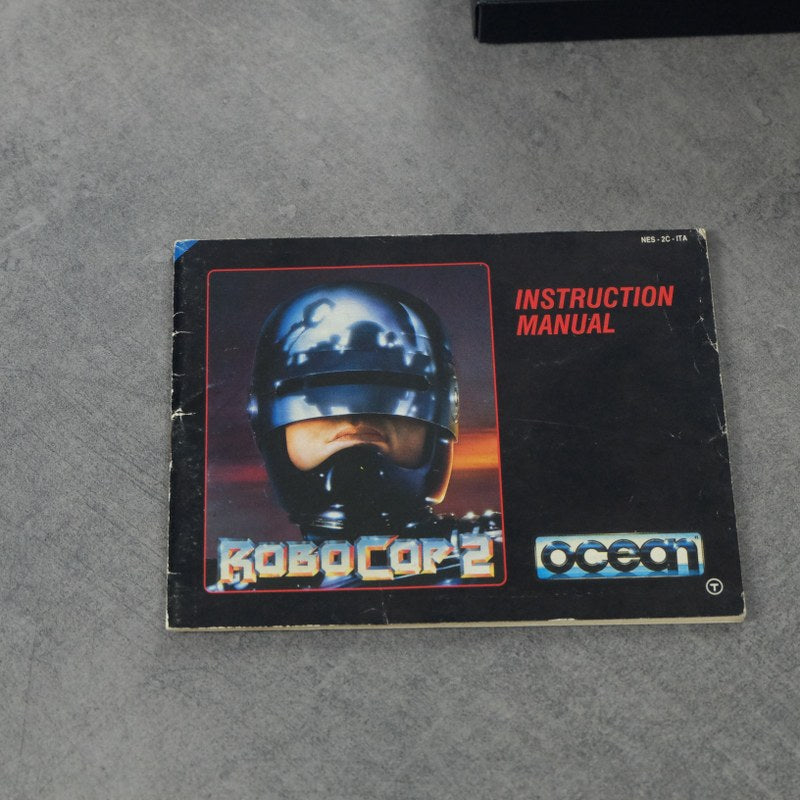 NES - 2C - ITA
INSTRUCTION
MANUAL
ROBOCOP 2
ocean
T